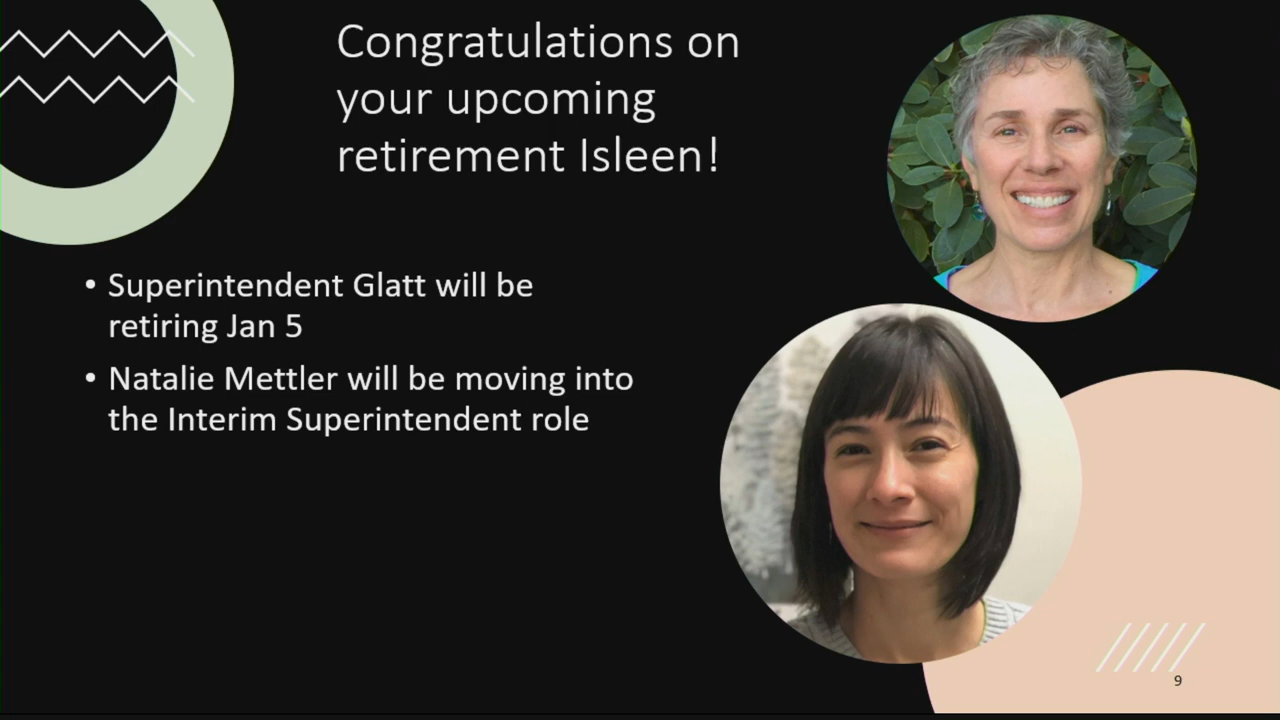 Congratulations on
your upcoming
retirement Isleen!
• Superintendent Glatt will be
retiring Jan 5
• Natalie Mettler will be moving into
the Interim Superintendent role
9